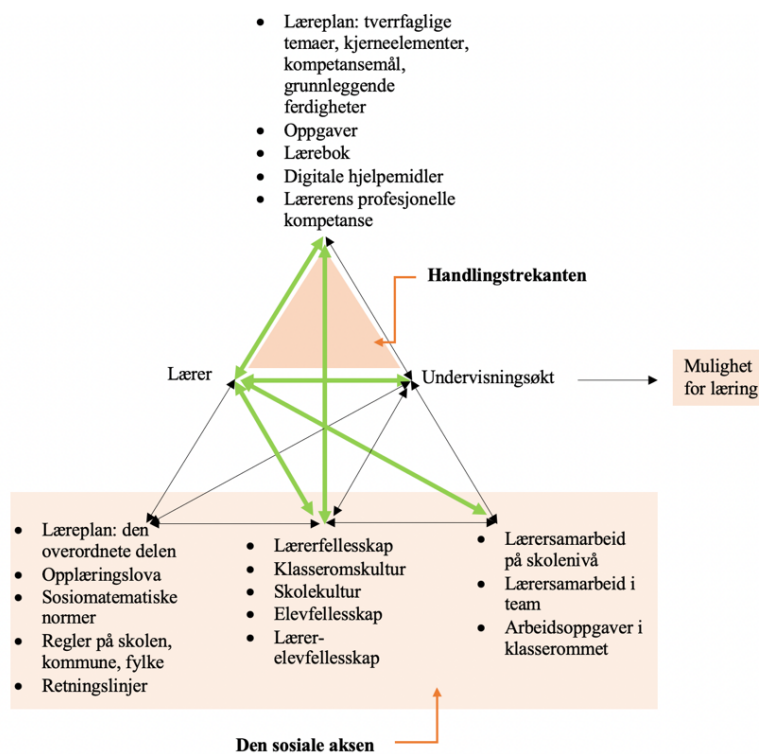 • Læreplan: tverrfaglige
temaer, kjerneelementer,
kompetansemål,
grunnleggende
ferdigheter
• Oppgaver
• Lærebok
• Digitale hjelpemidler
• Lærerens profesjonelle
kompetanse
Handlingstrekanten
Lærer
Undervisningsøkt
Mulighet
for læring
• Læreplan: den
overordnete delen
• Opplæringslova
• Sosiomatematiske
normer
• Regler på skolen,
kommune, fylke
• Retningslinjer
• Lærerfellesskap
• Klasseromskultur
• Skolekultur
• Elevfellesskap
• Lærer-
elevfellesskap
• Lærersamarbeid
på skolenivå
• Lærersamarbeid i
team
• Arbeidsoppgaver i
klasserommet
Den sosiale aksen